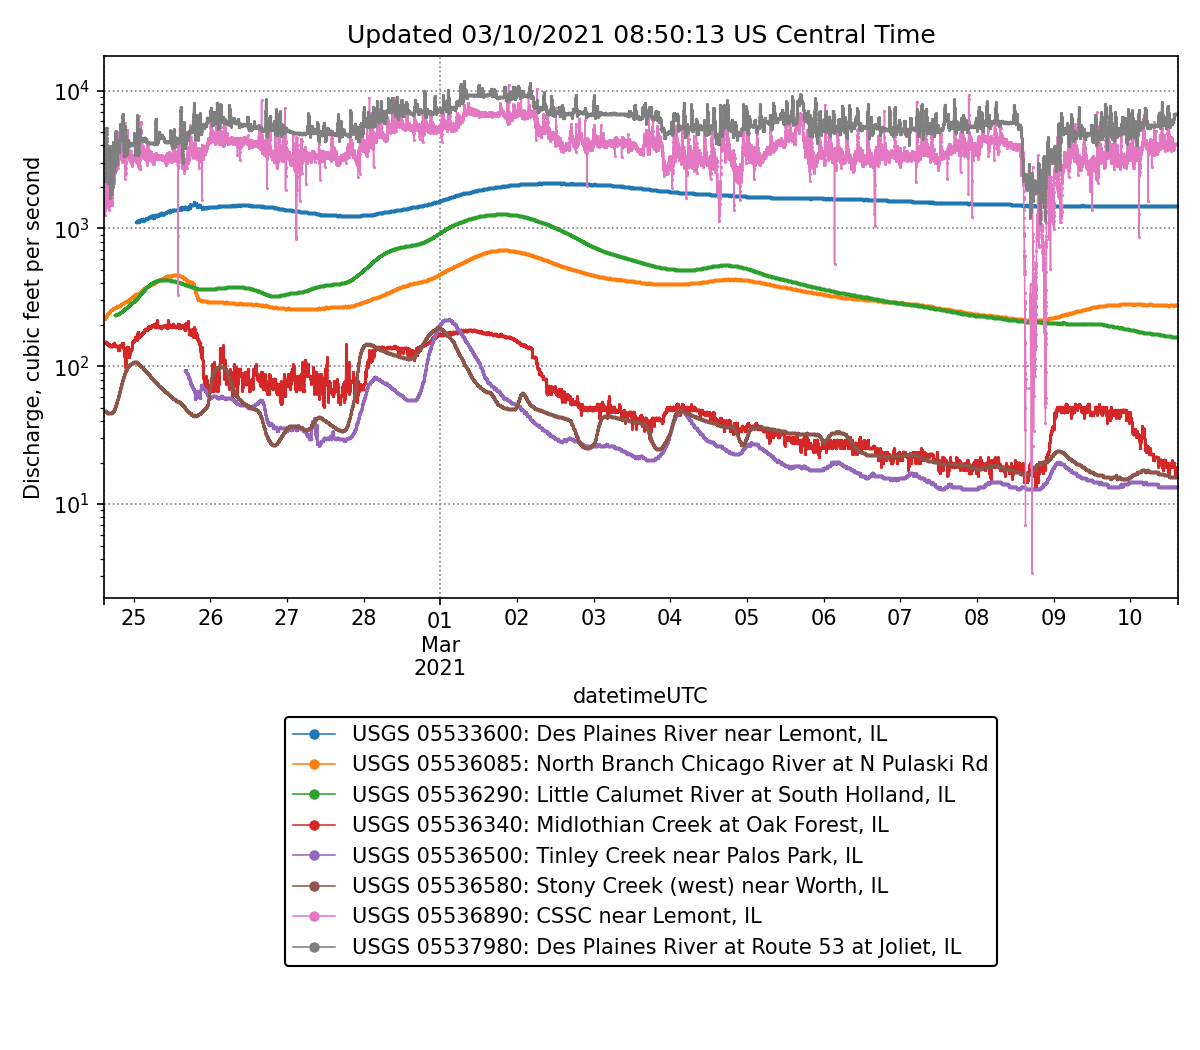 Updated 03/10/2021 08:50:13 US Central Time
Discharge, cubic feet per second
10^4
10^3
10^2
10^1
25 26 27 28 01 02 03 04 05 06 07 08 09 10
Mar
2021
datetimeUTC
USGS 05533600: Des Plaines River near Lemont, IL
USGS 05536085: North Branch Chicago River at N Pulaski Rd
USGS 05536290: Little Calumet River at South Holland, IL
USGS 05536340: Midlothian Creek at Oak Forest, IL
USGS 05536500: Tinley Creek near Palos Park, IL
USGS 05536580: Stony Creek (west) near Worth, IL
USGS 05536890: CSSC near Lemont, IL
USGS 05537980: Des Plaines River at Route 53 at Joliet, IL